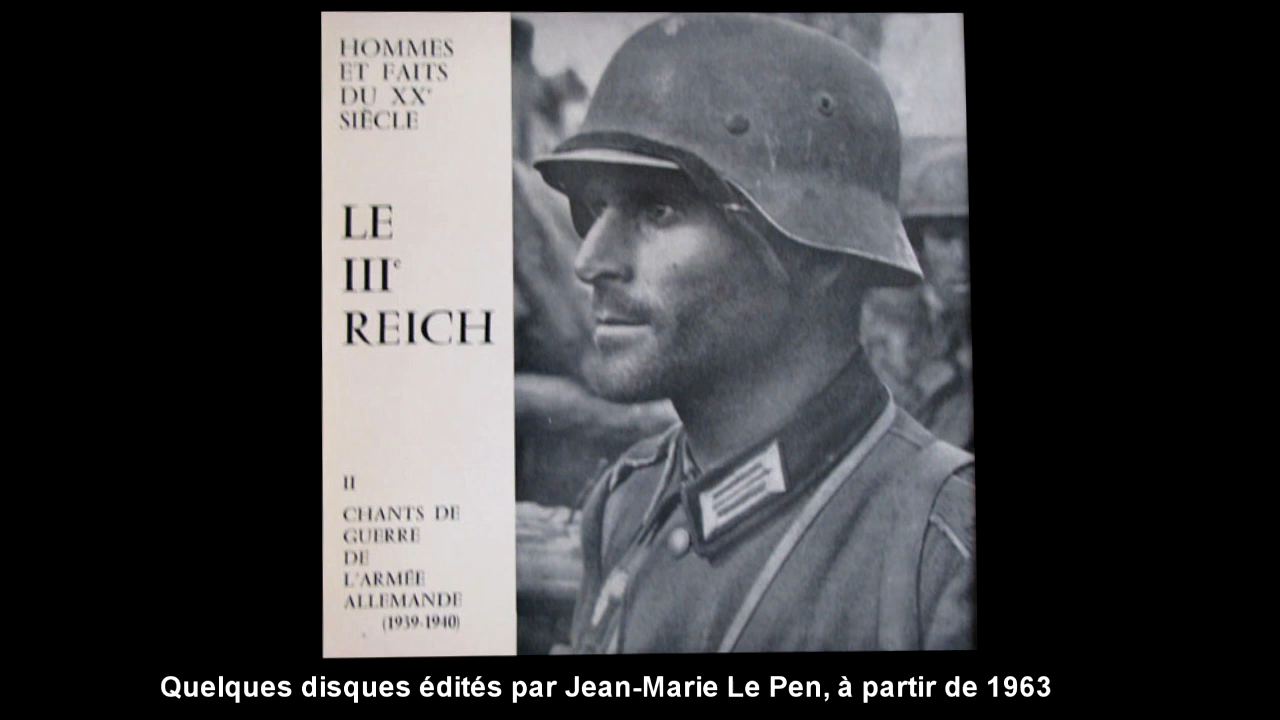 HOMMES
ET FAITS
DU XXe
SIÈCLE
LE
IIIe
REICH
II
CHANTS DE
GUERRE
DE
L'ARMÉE
ALLEMANDE
(1939-1940)
Quelques disques édités par Jean-Marie Le Pen, à partir de 1963